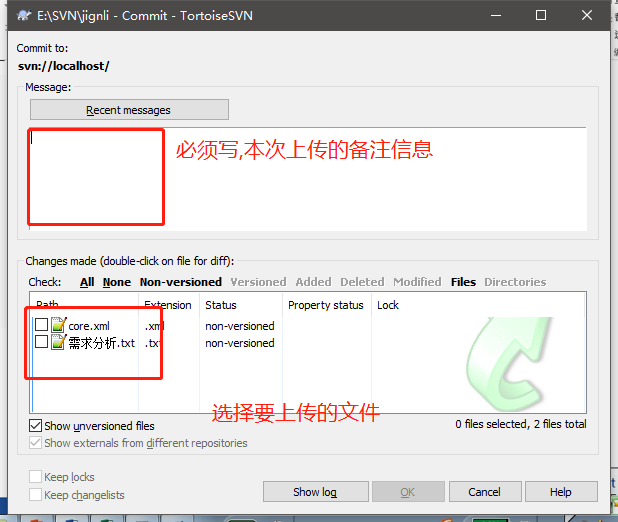 E:\SVN\jignli - Commit - TortoiseSVN
Commit to:
svn://localhost/
Message:
Recent messages
必须写,本次上传的备注信息
Changes made (double-click on file for diff):
Check: All None Non-versioned Versioned Added Deleted Modified Files Directories
Path Extension Status Property status Lock
core.xml .xml non-versioned
需求分析.txt .txt non-versioned
选择要上传的文件
Show unversioned files 0 files selected, 2 files total
Show externals from different repositories
Keep locks
Keep changelists
Show log OK Cancel Help